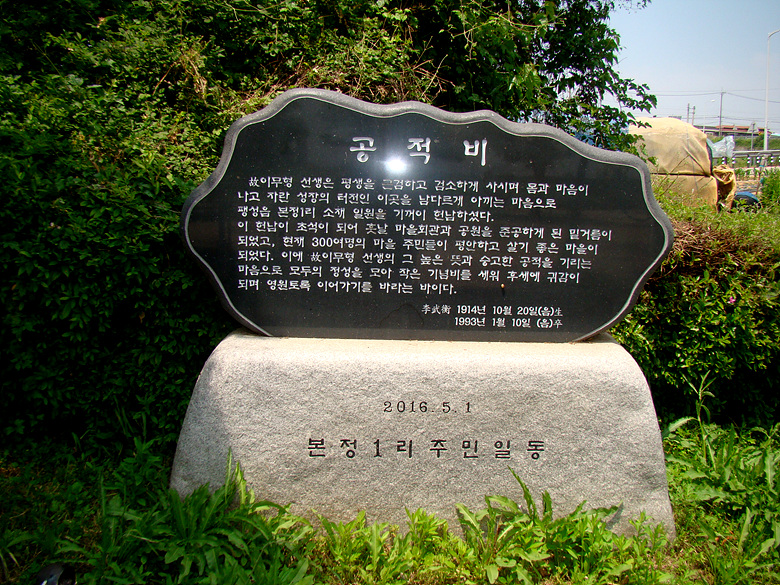 공적비
故이무형 선생은 평생을 근검하고 검소하게 사시며 몸과 마음이
나고 자란 성장의 터전인 이곳을 남다르게 아끼는 마음으로
팽성읍 본정1리 소재 일원을 기꺼이 헌납하셨다.
이 헌납이 초석이 되어 훗날 마을회관과 공원을 준공하게 된 밑거름이
되었고, 현재 300여명의 마을 주민들이 평안하고 살기 좋은 마을이
되었다. 이에 故이무형 선생의 그 높은 뜻과 숭고한 공적을 기리는
마음으로 모두의 정성을 모아 작은 기념비를 세워 후세에 귀감이
되며 영원토록 이어가기를 바라는 바이다.
李武衡 1914년 10월 20일(음)生
1993년 1월 10일 (음)卒
2016.5.1
본정1리주민일동